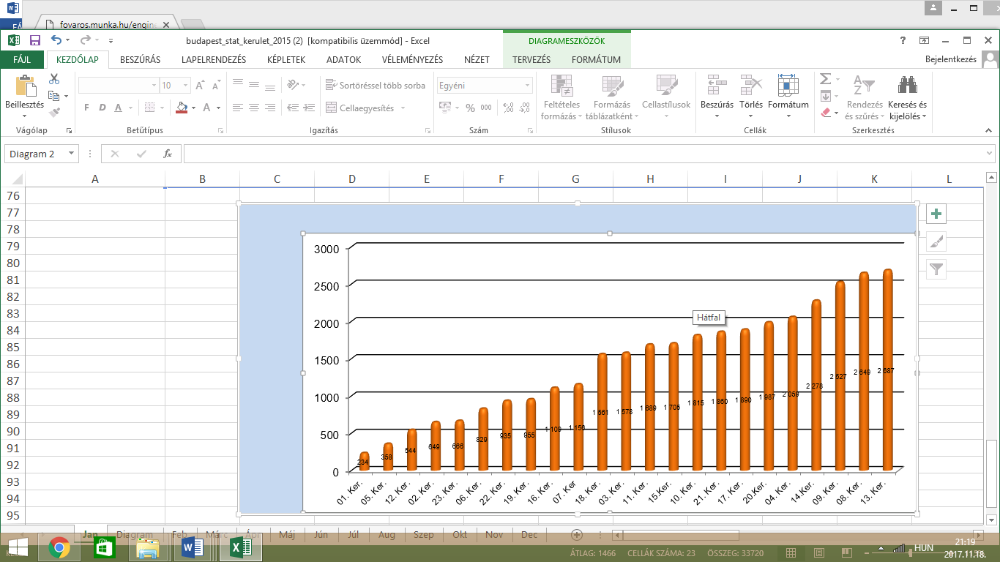 fovaros.munka.hu/engine
FÁ
budapest_stat_kerulet_2015 (2) [kompatibilis üzemmód] - Excel
DIAGRAMESZKÖZÖK
FÁJL KEZDŐLAP BESZÚRÁS LAPELRENDEZÉS KÉPLETEK ADATOK VÉLEMÉNYEZÉS NÉZET TERVEZÉS FORMÁTUM Bejelentkezés
Beillesztés
F D A
10
Sortöréssel több sorba
Cellaegyesítés
Egyéni
% 000
Feltételes formázás
Formázás táblázatként
Cellastílusok
Beszúrás Törlés Formátum
Rendezés és szűrés
Keresés és kijelölés
Vágólap Betűtípus Igazítás Szám Stílusok Cellák Szerkesztés
Diagram 2
fx
A B C D E F G H I J K L
76
77
78
79
80
81
82
83
84
85
86
87
88
89
90
91
92
93
94
95
3000
2500
2000
1500
1000
500
0
Hátfal
234 358 544 649 666 829 935 955 1 109 1 156 1 561 1 578 1 689 1 705 1 815 1 860 1 890 1 987 2 059 2 278 2 527 2 649 2 687
01. Ker. 05. Ker. 12. Ker. 02. Ker. 23. Ker. 06. Ker. 22. Ker. 19. Ker. 16. Ker. 07. Ker 18. Ker. 03. Ker. 11. Ker. 15.Ker. 10. Ker. 21. Ker. 17. Ker. 20.Ker. 04. Ker. 14.Ker. 09. Ker. 08. Ker. 13. Ker.
Jan Diagram Feb Márc Ápr Máj Jún Júl Aug Szep Okt Nov Dec
ÁTLAG: 1466 CELLÁK SZÁMA: 23 ÖSSZEG: 33720
HUN
21:19
2017.11.18.